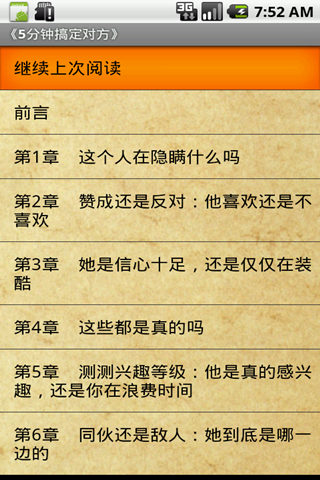 3G
7:52 AM
《5分钟搞定对方》
继续上次阅读
前言
第1章 这个人在隐瞒什么吗
第2章 赞成还是反对：他喜欢还是不
喜欢
第3章 她是信心十足，还是仅仅在装
酷
第4章 这些都是真的吗
第5章 测测兴趣等级：他是真的感兴
趣，还是你在浪费时间
第6章 同伙还是敌人：她到底是哪一
边的